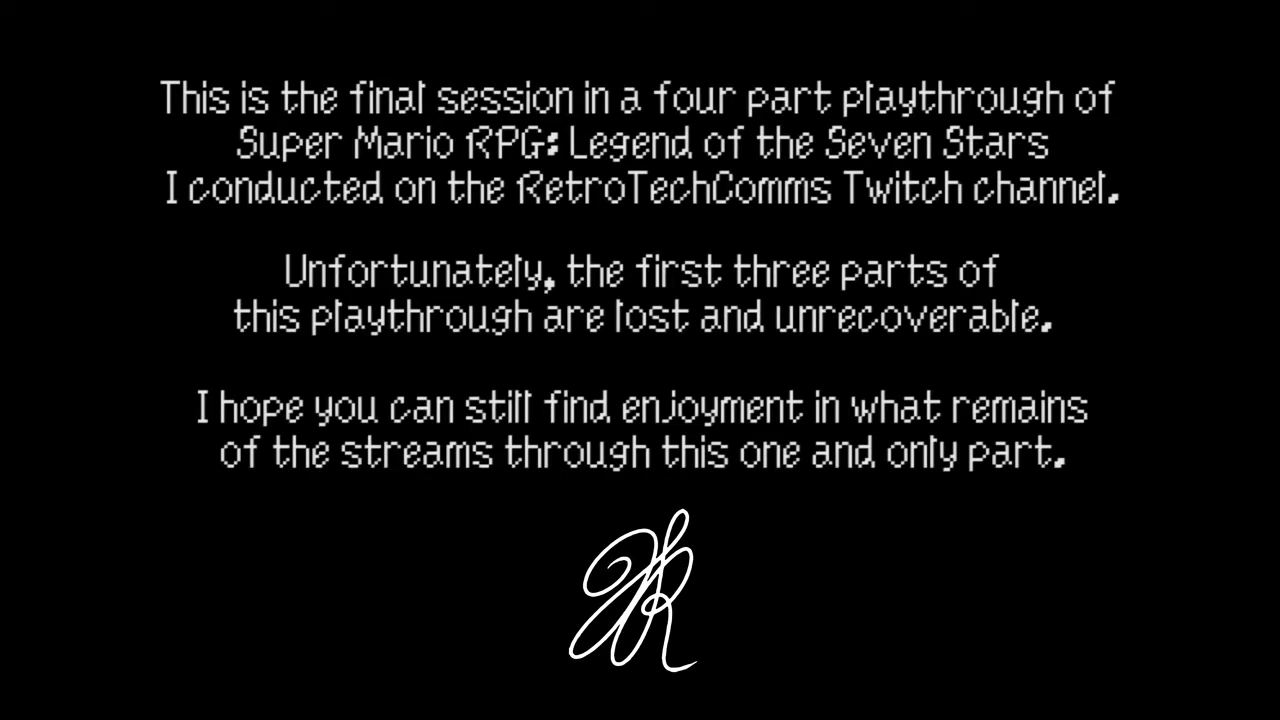 This is the final session in a four part playthrough of
Super Mario RPG: Legend of the Seven Stars
I conducted on the RetroTechComms Twitch channel.
Unfortunately, the first three parts of
this playthrough are lost and unrecoverable.
I hope you can still find enjoyment in what remains
of the streams through this one and only part.